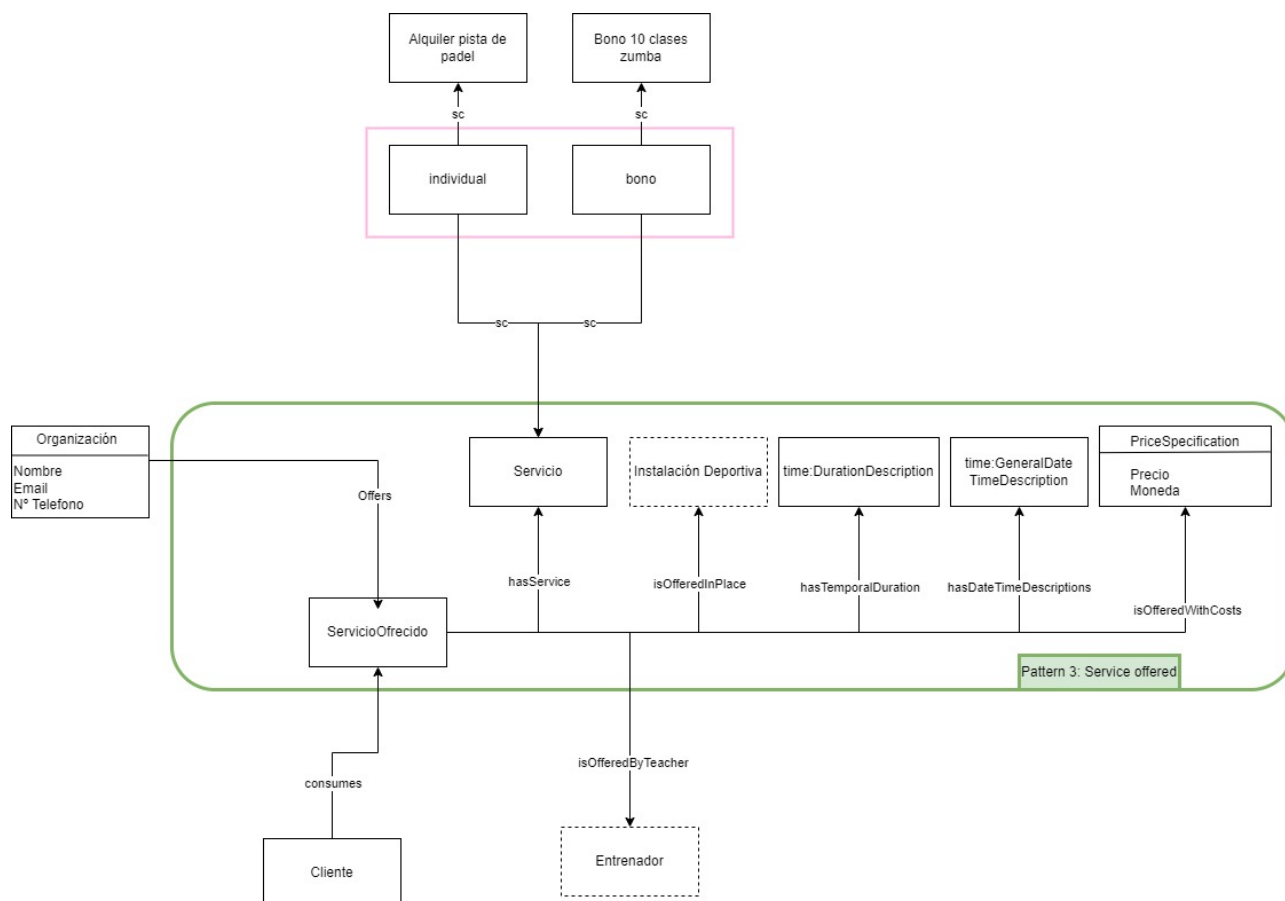 Alquiler pista de
padel
Bono 10 clases
zumba
sc
sc
individual
bono
sc
sc
Organización
Nombre
Email
Nº Telefono
Offers
Servicio
Instalación Deportiva
time:DurationDescription
time:GeneralDate
TimeDescription
PriceSpecification
Precio
Moneda
hasService
isOfferedInPlace
hasTemporalDuration
hasDateTimeDescriptions
isOfferedWithCosts
ServicioOfrecido
Pattern 3: Service offered
isOfferedByTeacher
consumes
Entrenador
Cliente